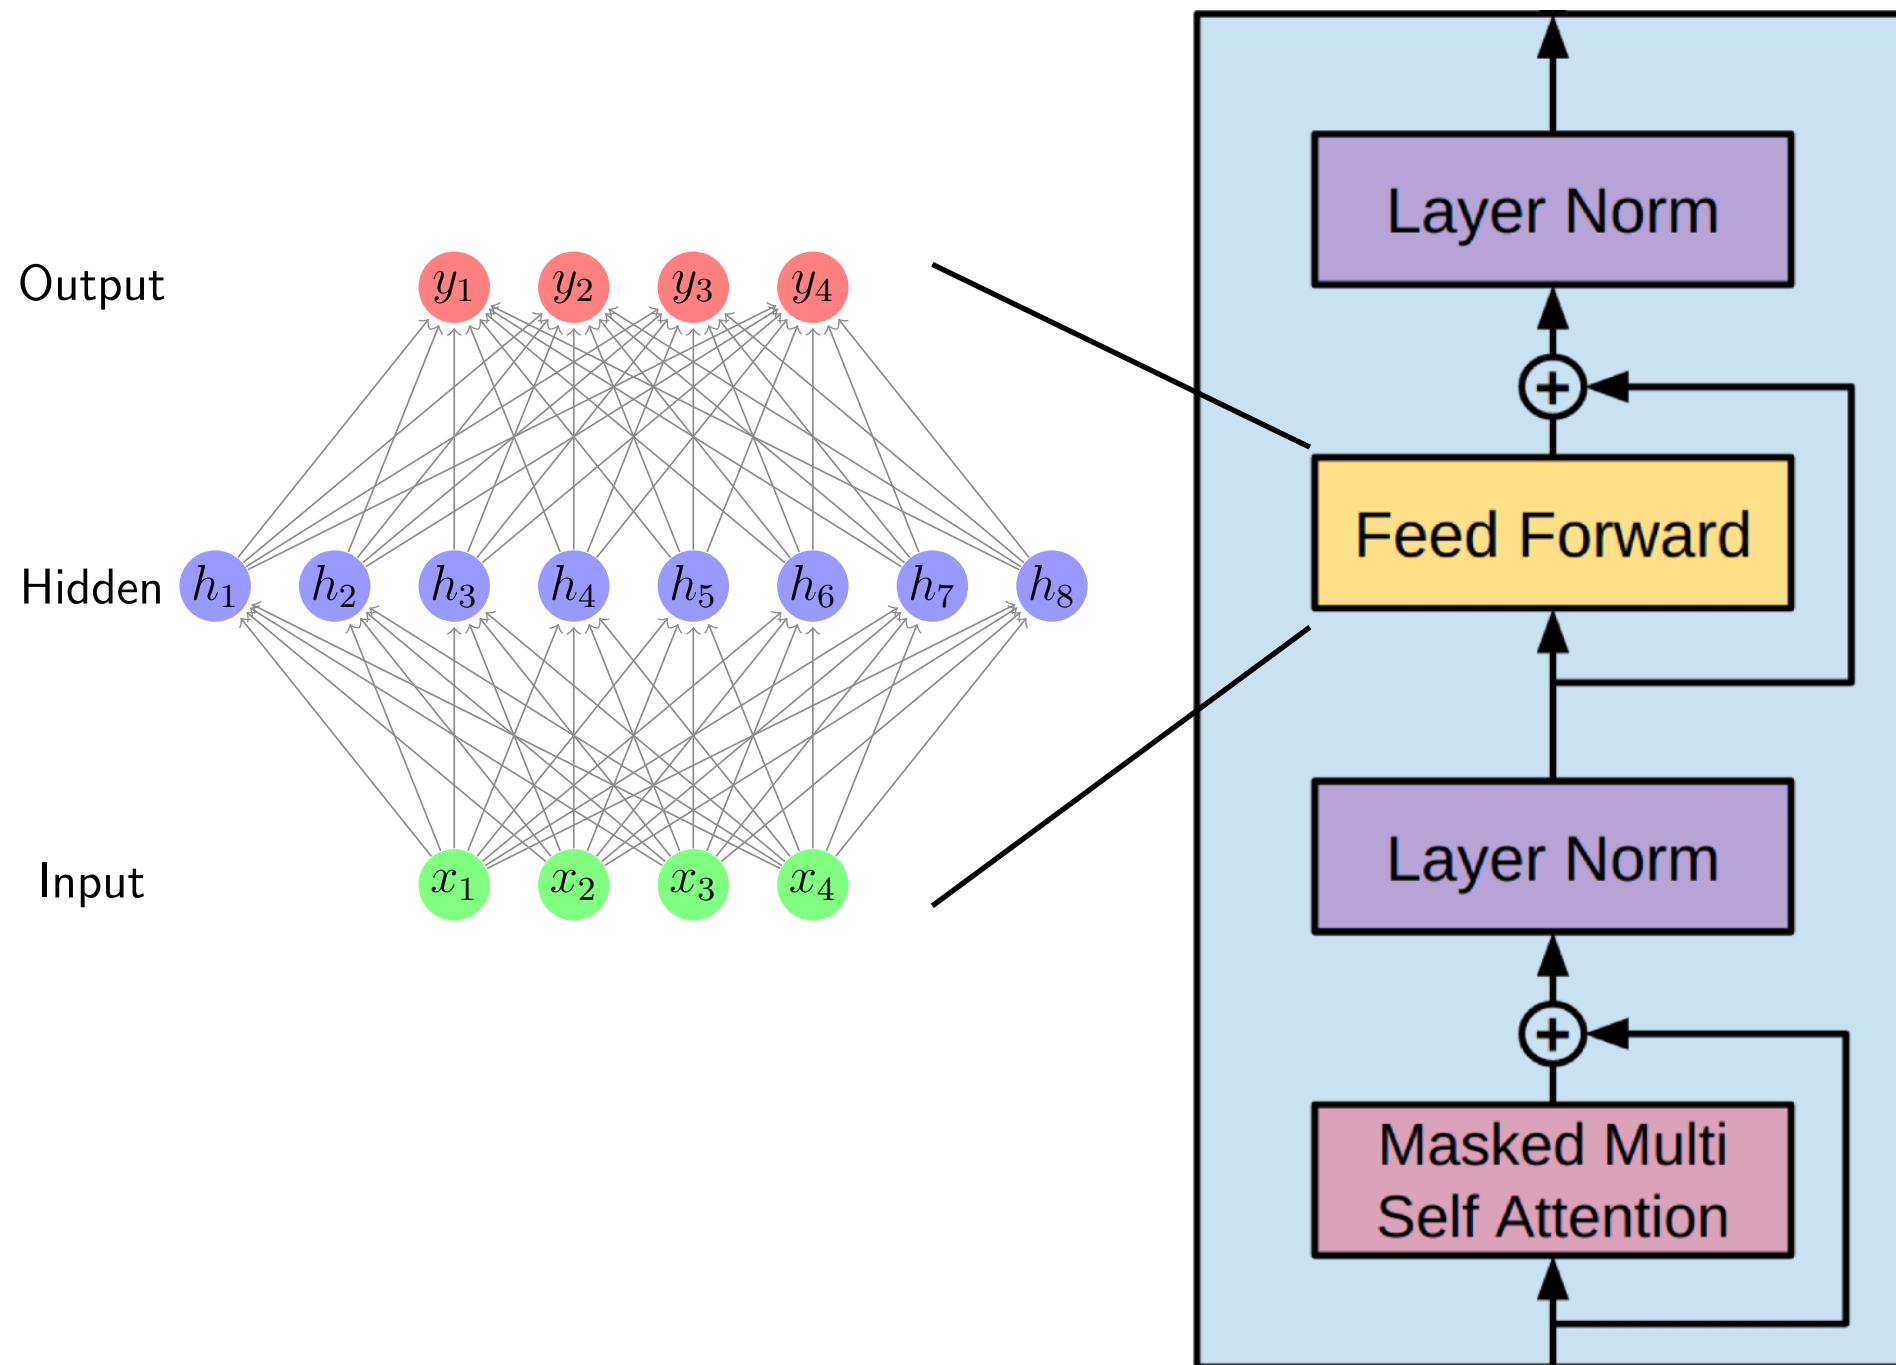 Output
y₁ y₂ y₃ y₄
Hidden
h₁ h₂ h₃ h₄ h₅ h₆ h₇ h₈
Input
x₁ x₂ x₃ x₄
Layer Norm
+
Feed Forward
Layer Norm
+
Masked Multi
Self Attention